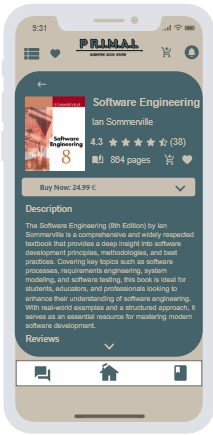 5:31
PRIMAL
SCIENTIFIC BOOK STORE
Software Engineering
Ian Sommerville
4.3 (38)
864 pages
Software
Engineering
8
Buy Now: 24.99 €
Description
The Software Engineering (8th Edition) by Ian
Sommerville is a comprehensive and widely respected
textbook that provides a deep insight into software
development principles, methodologies, and best
practices. Covering key topics such as software
processes, requirements engineering, system
modeling, and software testing, this book is ideal for
students, educators, and professionals looking to
enhance their understanding of software engineering.
With real-world examples and a structured approach, it
serves as an essential resource for mastering modern
software development.
Reviews